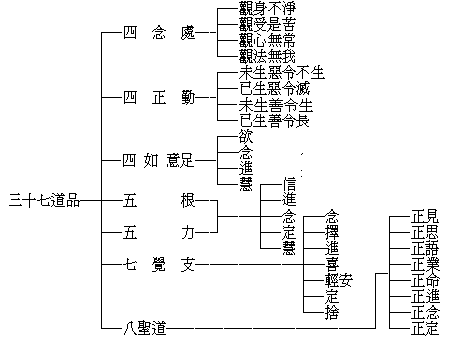 三十七道品
四念處
觀身不淨
觀受是苦
觀心無常
觀法無我
四正勤
未生惡令不生
已生惡令滅
未生善令生
已生善令長
四如意足
欲
念
進
慧
五根
五力
信
進
念
定
慧
七覺支
念
擇
進
喜
輕安
定
捨
八聖道
正見
正思
正語
正業
正命
正進
正念
正定